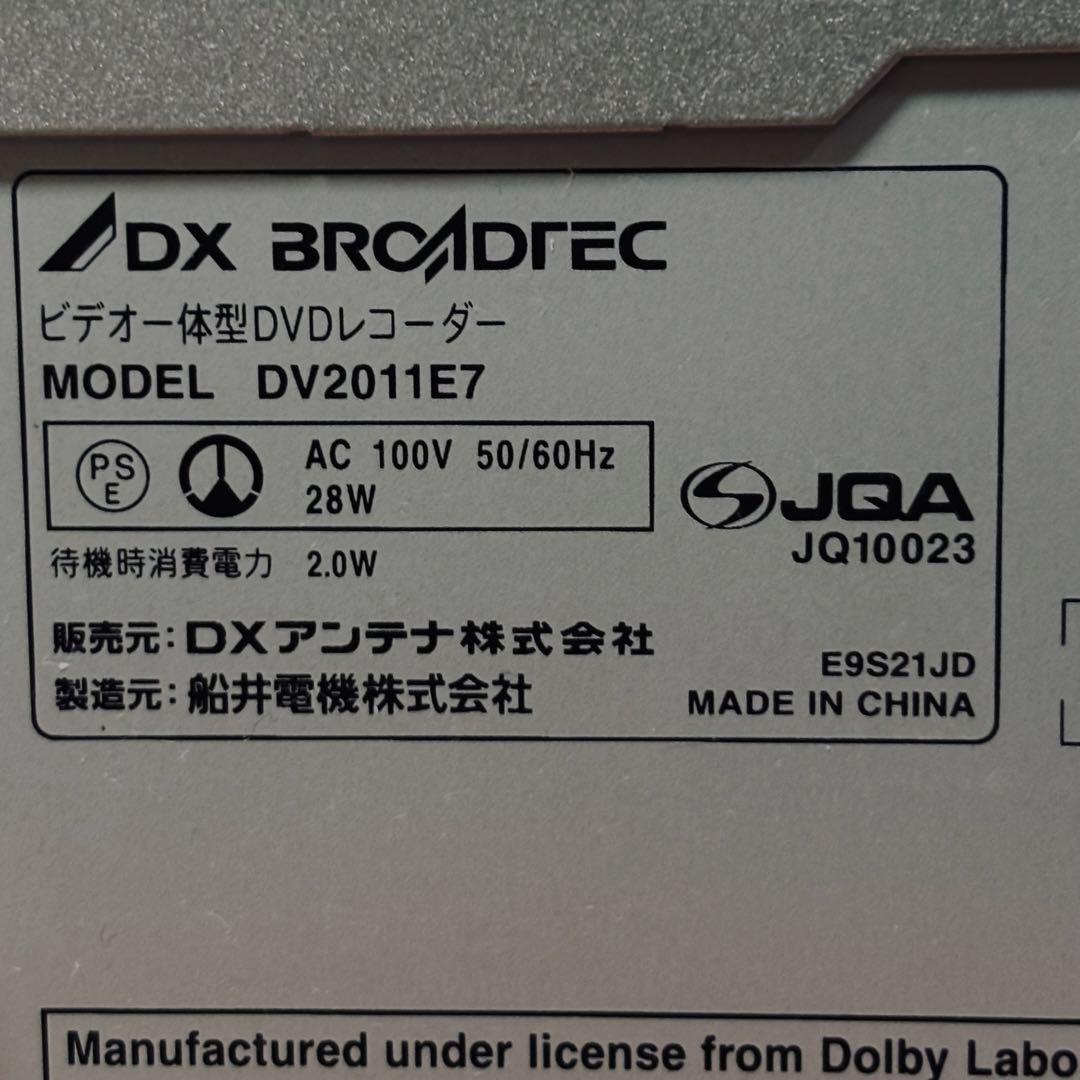 DX BROADTEC
ビデオ一体型DVDレコーダー
MODEL DV2011E7
PSE
AC 100V 50/60Hz
28W
JQA
JQ10023
待機時消費電力 2.0W
販売元:DXアンテナ株式会社
製造元:船井電機株式会社
E9S21JD
MADE IN CHINA
Manufactured under license from Dolby Labo